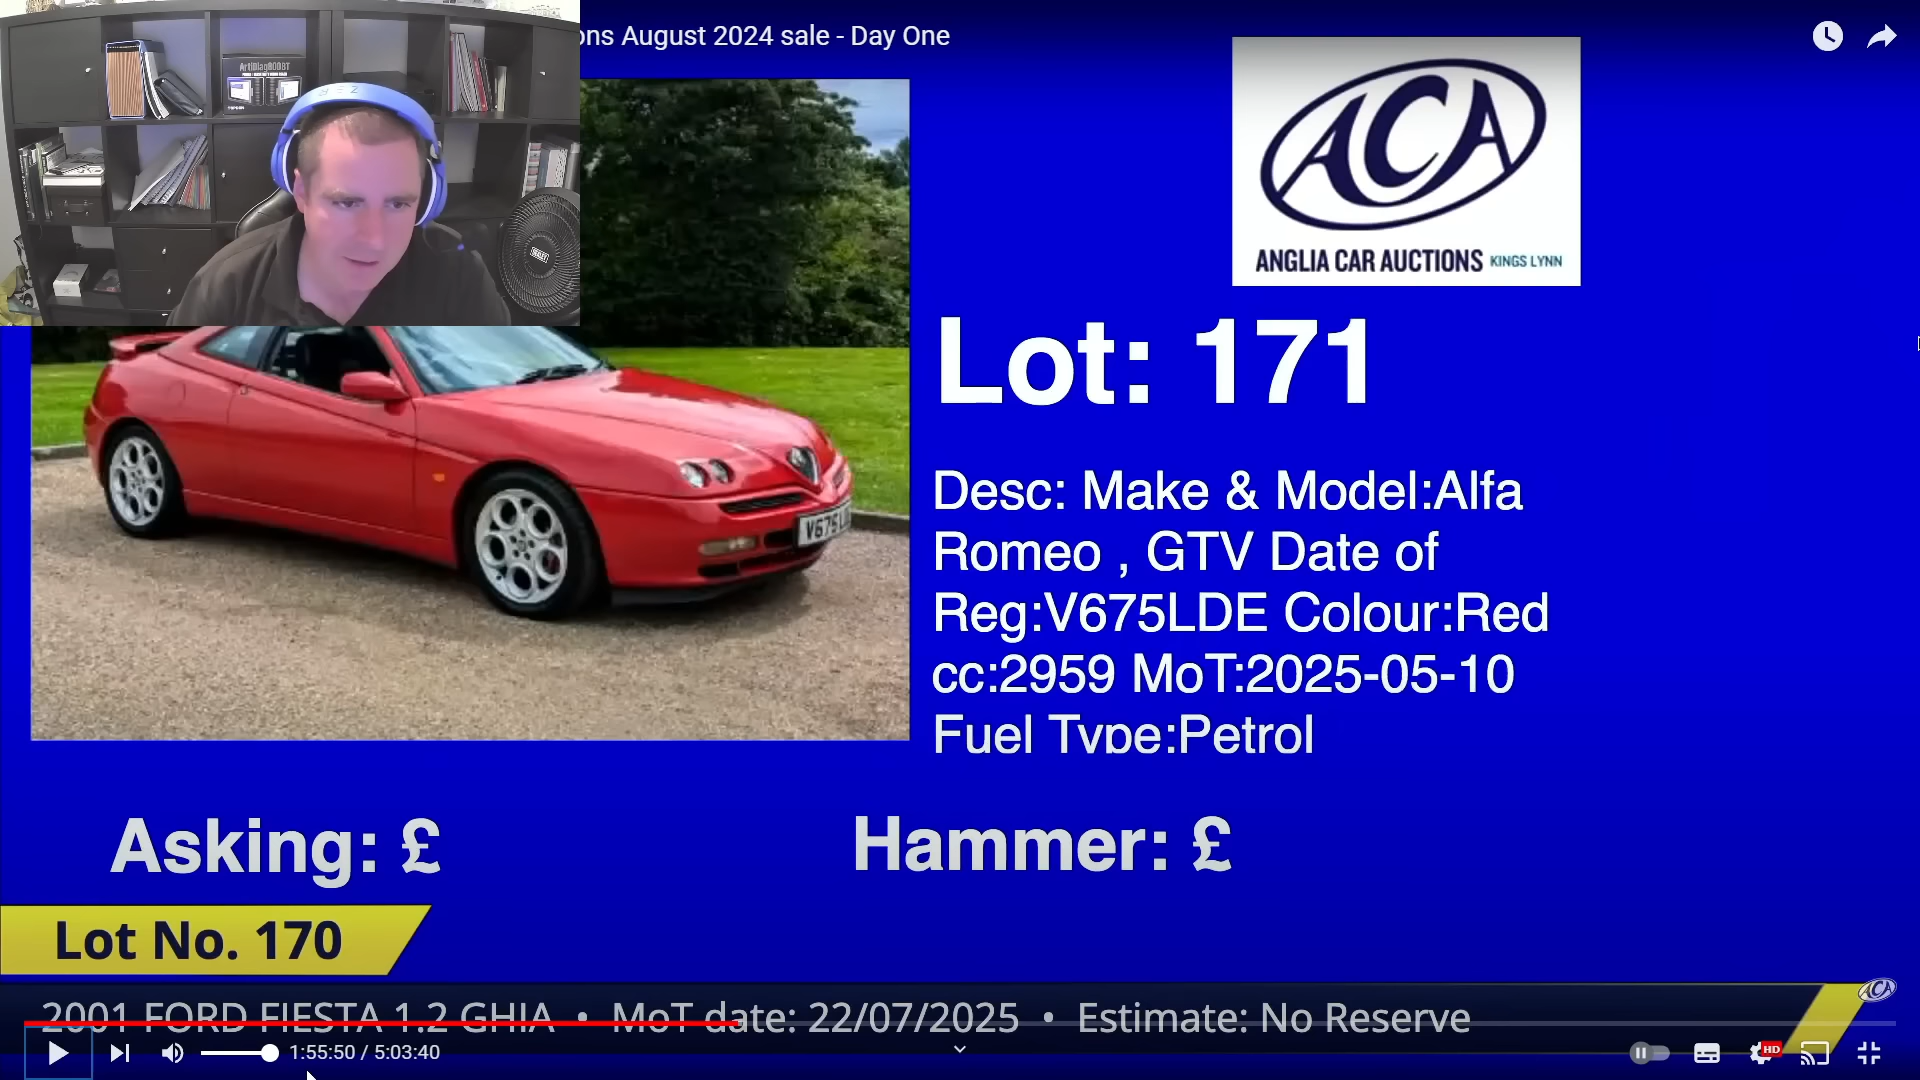 ons August 2024 sale - Day One
ArtiDiag800BT
ACA
ANGLIA CAR AUCTIONS KINGS LYNN
Lot: 171
Desc: Make & Model:Alfa
Romeo , GTV Date of
Reg:V675LDE Colour:Red
cc:2959 MoT:2025-05-10
Fuel Type:Petrol
Asking: £
Hammer: £
Lot No. 170
ACA
2001 FORD FIESTA 1.2 GHIA • MoT date: 22/07/2025 • Estimate: No Reserve
1:55:50 / 5:03:40
HD